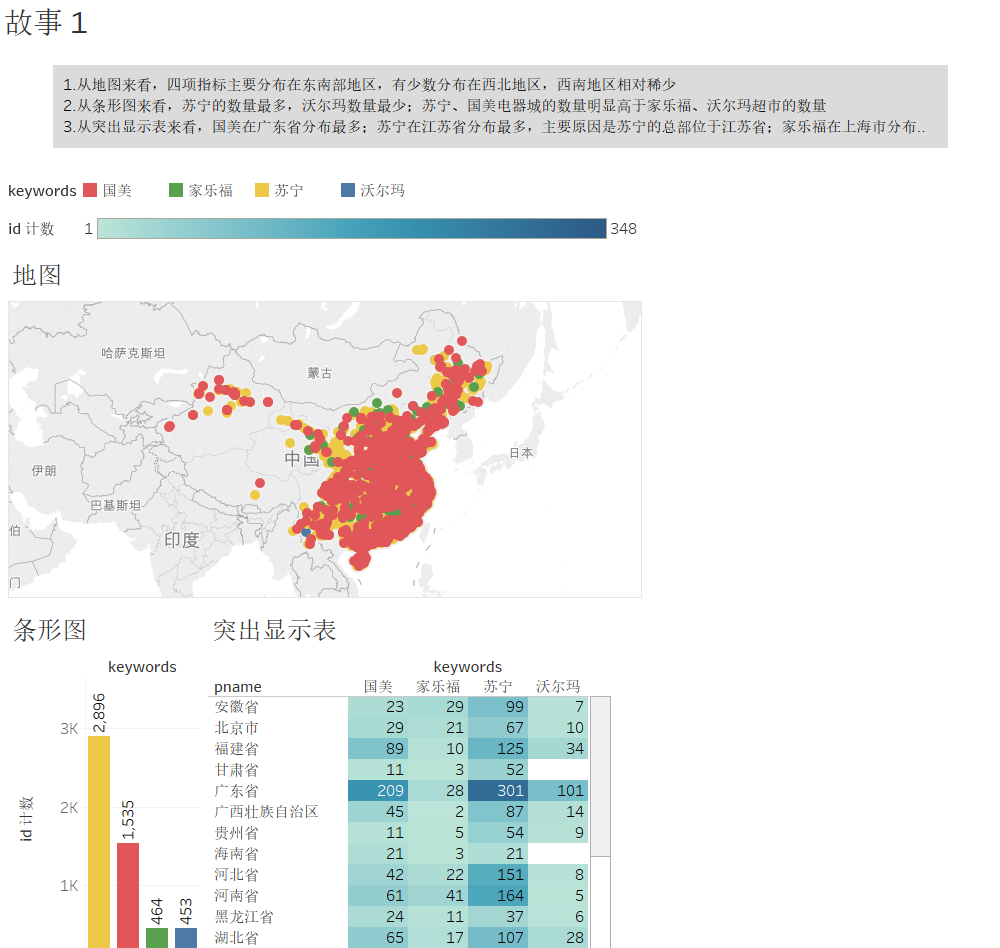 故事 1
1.从地图来看，四项指标主要分布在东南部地区，有少数分布在西北地区，西南地区相对稀少
2.从条形图来看，苏宁的数量最多，沃尔玛数量最少；苏宁、国美电器城的数量明显高于家乐福、沃尔玛超市的数量
3.从突出显示表来看，国美在广东省分布最多；苏宁在江苏省分布最多，主要原因是苏宁的总部位于江苏省；家乐福在上海市分布..
keywords 国美 家乐福 苏宁 沃尔玛
id 计数 1 348
地图
哈萨克斯坦
蒙古
中国
日本
伊朗
巴基斯坦
伯
印度
门
条形图
keywords
id 计数
3K
2K
1K
2,896
1,535
464
453
突出显示表
keywords
pname 国美 家乐福 苏宁 沃尔玛
安徽省 23 29 99 7
北京市 29 21 67 10
福建省 89 10 125 34
甘肃省 11 3 52
广东省 209 28 301 101
广西壮族自治区 45 2 87 14
贵州省 11 5 54 9
海南省 21 3 21
河北省 42 22 151 8
河南省 61 41 164 5
黑龙江省 24 11 37 6
湖北省 65 17 107 28